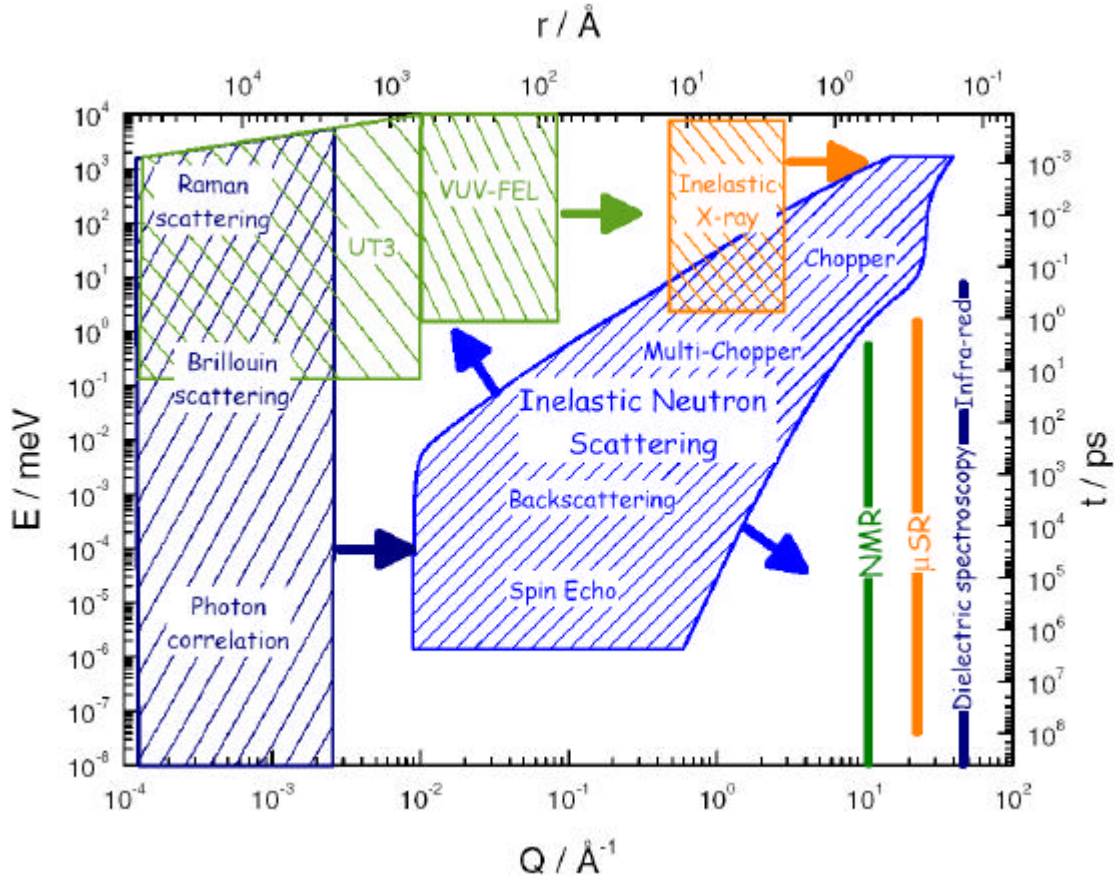 r / Å
10⁴ 10³ 10² 10¹ 10⁰ 10⁻¹
10⁴
10³
10²
10¹
10⁰
10⁻¹
10⁻²
10⁻³
10⁻⁴
10⁻⁵
10⁻⁶
10⁻⁷
10⁻⁸
E / meV
Raman
scattering
UT3
VUV-FEL
Inelastic
X-ray
Chopper
Brillouin
scattering
Multi-Chopper
Inelastic Neutron
Scattering
Backscattering
Spin Echo
Photon
correlation
NMR
μSR
Dielectric spectroscopy Infra-red
10⁻³
10⁻²
10⁻¹
10⁰
10¹
10²
10³
10⁴
10⁵
10⁶
10⁷
10⁸
t / ps
10⁻⁴ 10⁻³ 10⁻² 10⁻¹ 10⁰ 10¹ 10²
Q / Å⁻¹